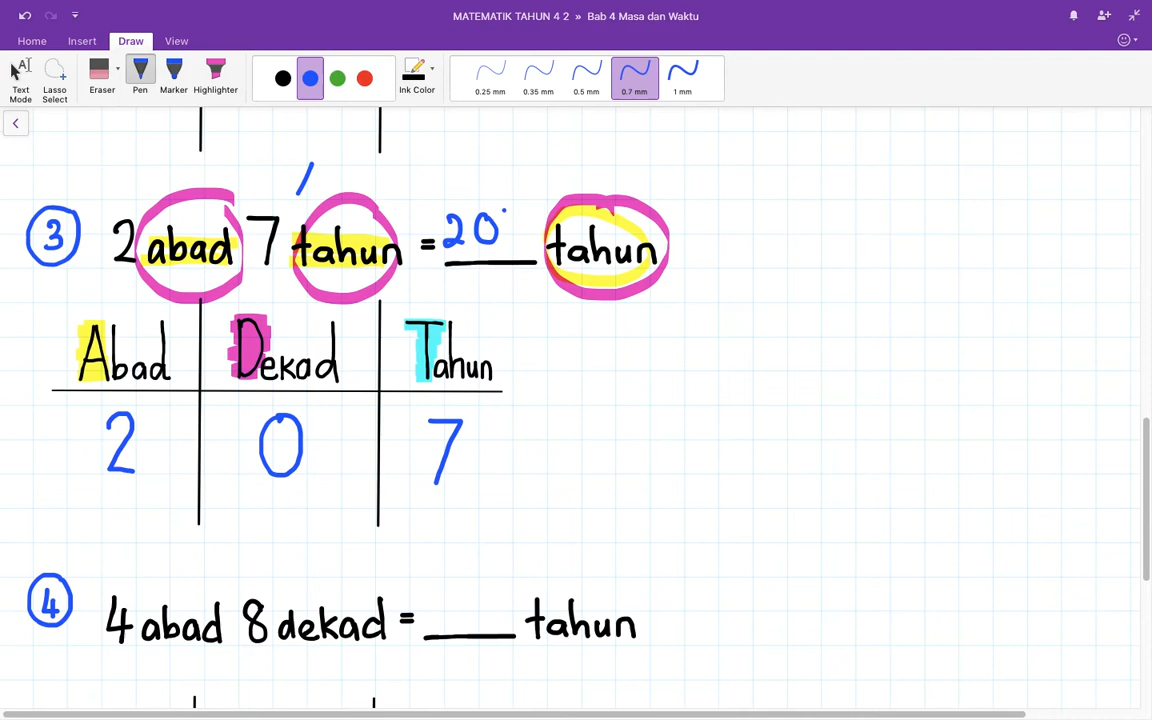 MATEMATIK TAHUN 4 2 » Bab 4 Masa dan Waktu
Home Insert Draw View
Text Mode Lasso Select Eraser Pen Marker Highlighter Ink Color 0.25 mm 0.35 mm 0.5 mm 0.7 mm 1 mm
3 2 abad 7 tahun = 20 tahun
Abad Dekad Tahun
2 0 7
4 4 abad 8 dekad = ____ tahun